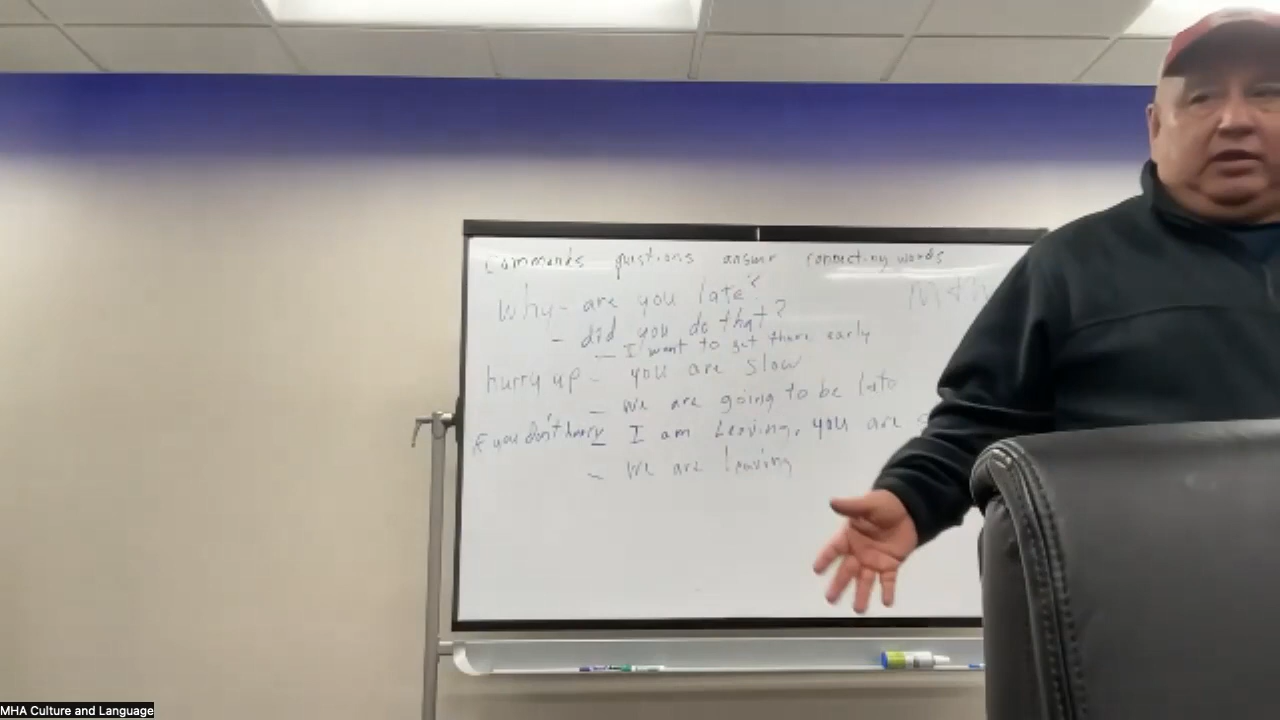 Commands questions answer connecting words
Why - are you late?
- did you do that?
- I want to get there early
hurry up - you are slow
- we are going to be late
if you don't hurry - I am leaving, you are
- we are leaving
MHA Culture and Language